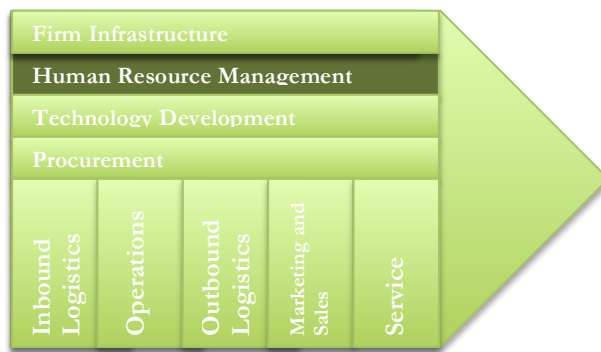 Firm Infrastructure
Human Resource Management
Technology Development
Procurement
Inbound
Logistics
Operations
Outbound
Logistics
Marketing and
Sales
Service